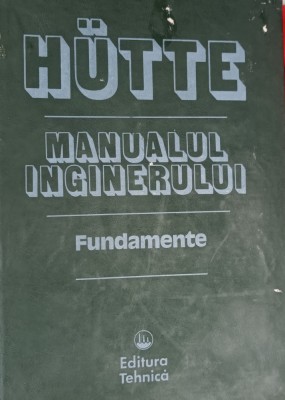 HÜTTE
MANUALUL
INGINERULUI
Fundamente
Editura
Tehnică